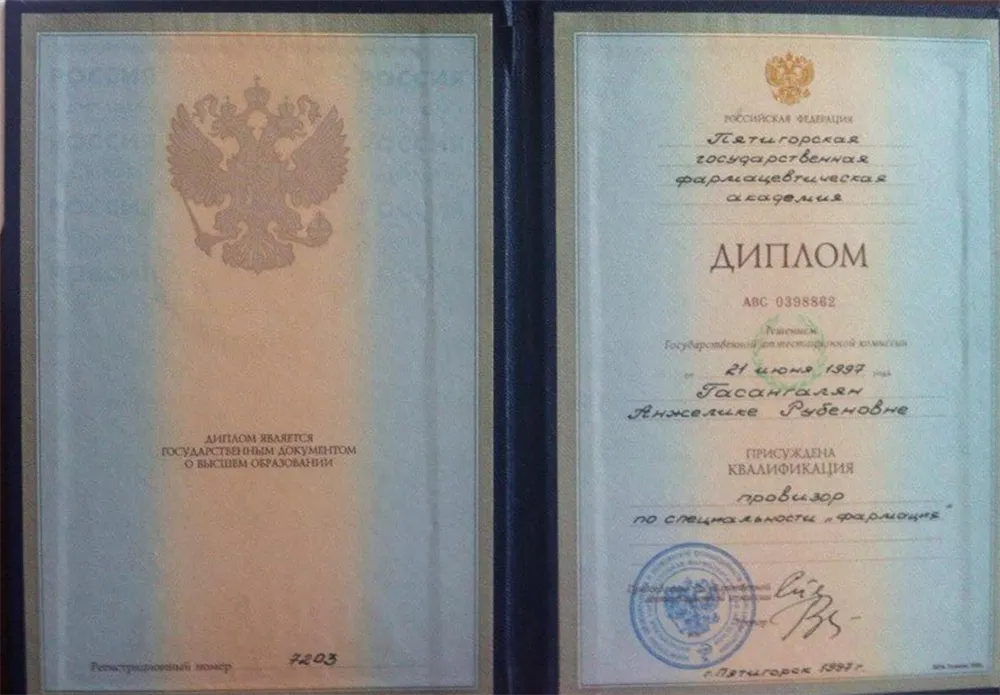 РОССИЯ РОССИЯ
ДИПЛОМ ЯВЛЯЕТСЯ
ГОСУДАРСТВЕННЫМ ДОКУМЕНТОМ
О ВЫСШЕМ ОБРАЗОВАНИИ
Регистрационный номер 7203
РОССИЙСКАЯ ФЕДЕРАЦИЯ
Пятигорская
государственная
фармацевтическая
академия
ДИПЛОМ
АВС 0398862
Решением
Государственной аттестационной комиссии
от 21 июня 1997 года
Гасангалян
Анжелике Рубеновне
ПРИСУЖДЕНА
КВАЛИФИКАЦИЯ
провизор
по специальности „фармация"
г. Пятигорск 1997 г.